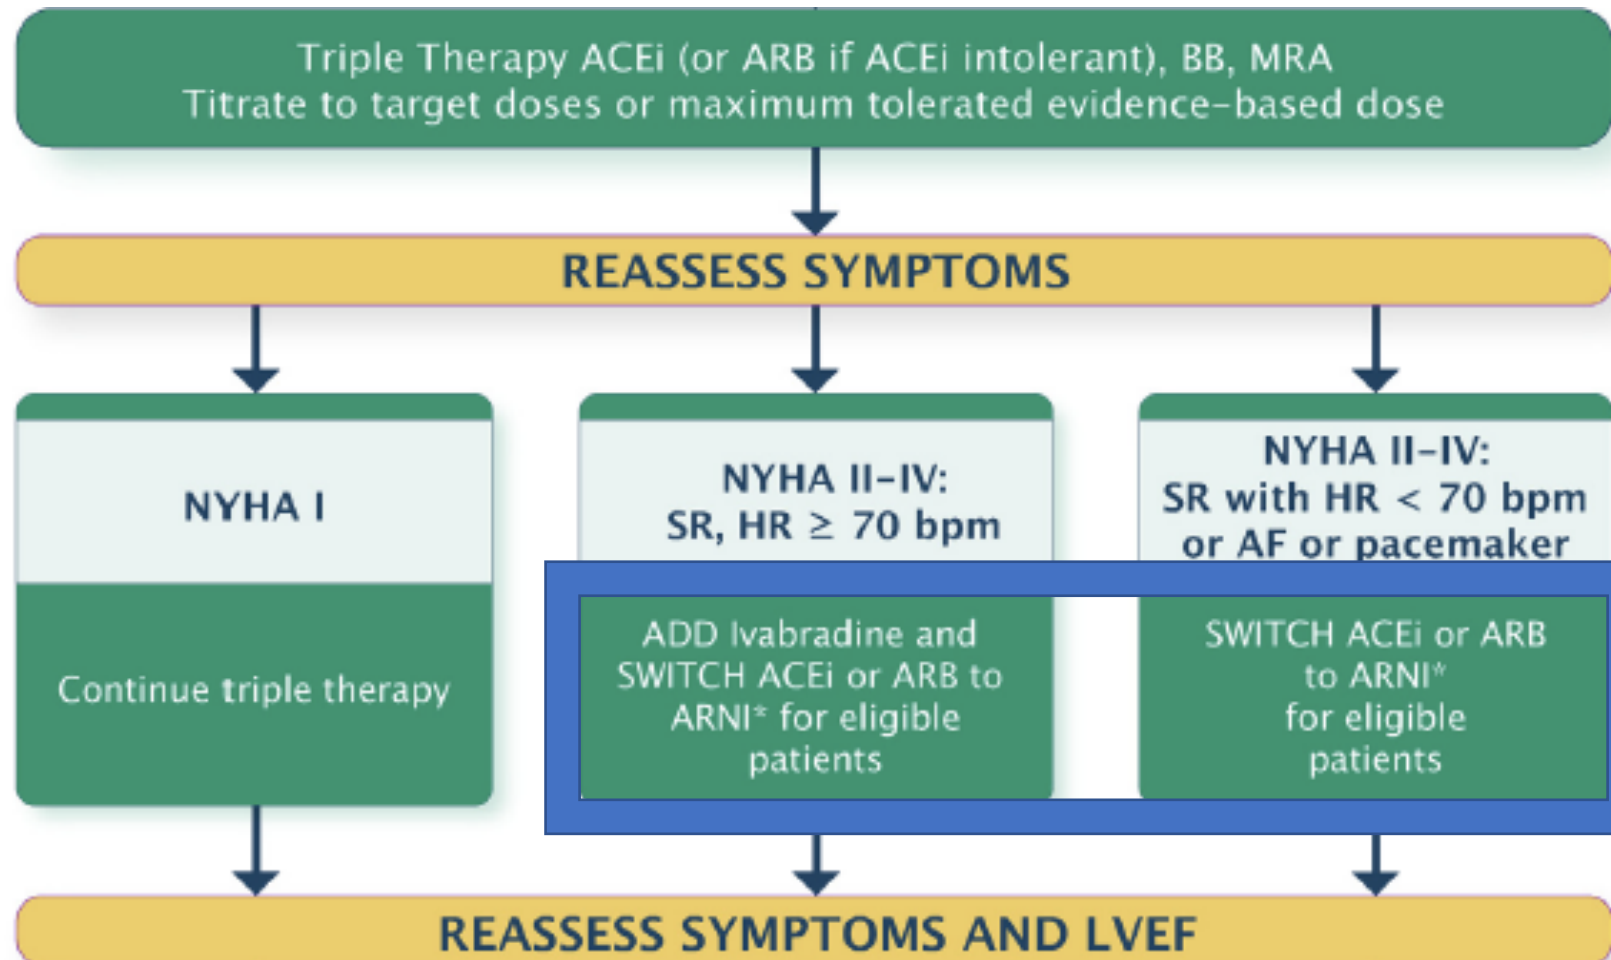 Triple Therapy ACEi (or ARB if ACEi intolerant), BB, MRA
Titrate to target doses or maximum tolerated evidence-based dose
REASSESS SYMPTOMS
NYHA I
Continue triple therapy
NYHA II-IV:
SR, HR ≥ 70 bpm
ADD Ivabradine and
SWITCH ACEi or ARB to
ARNI* for eligible
patients
NYHA II-IV:
SR with HR < 70 bpm
or AF or pacemaker
SWITCH ACEi or ARB
to ARNI*
for eligible
patients
REASSESS SYMPTOMS AND LVEF